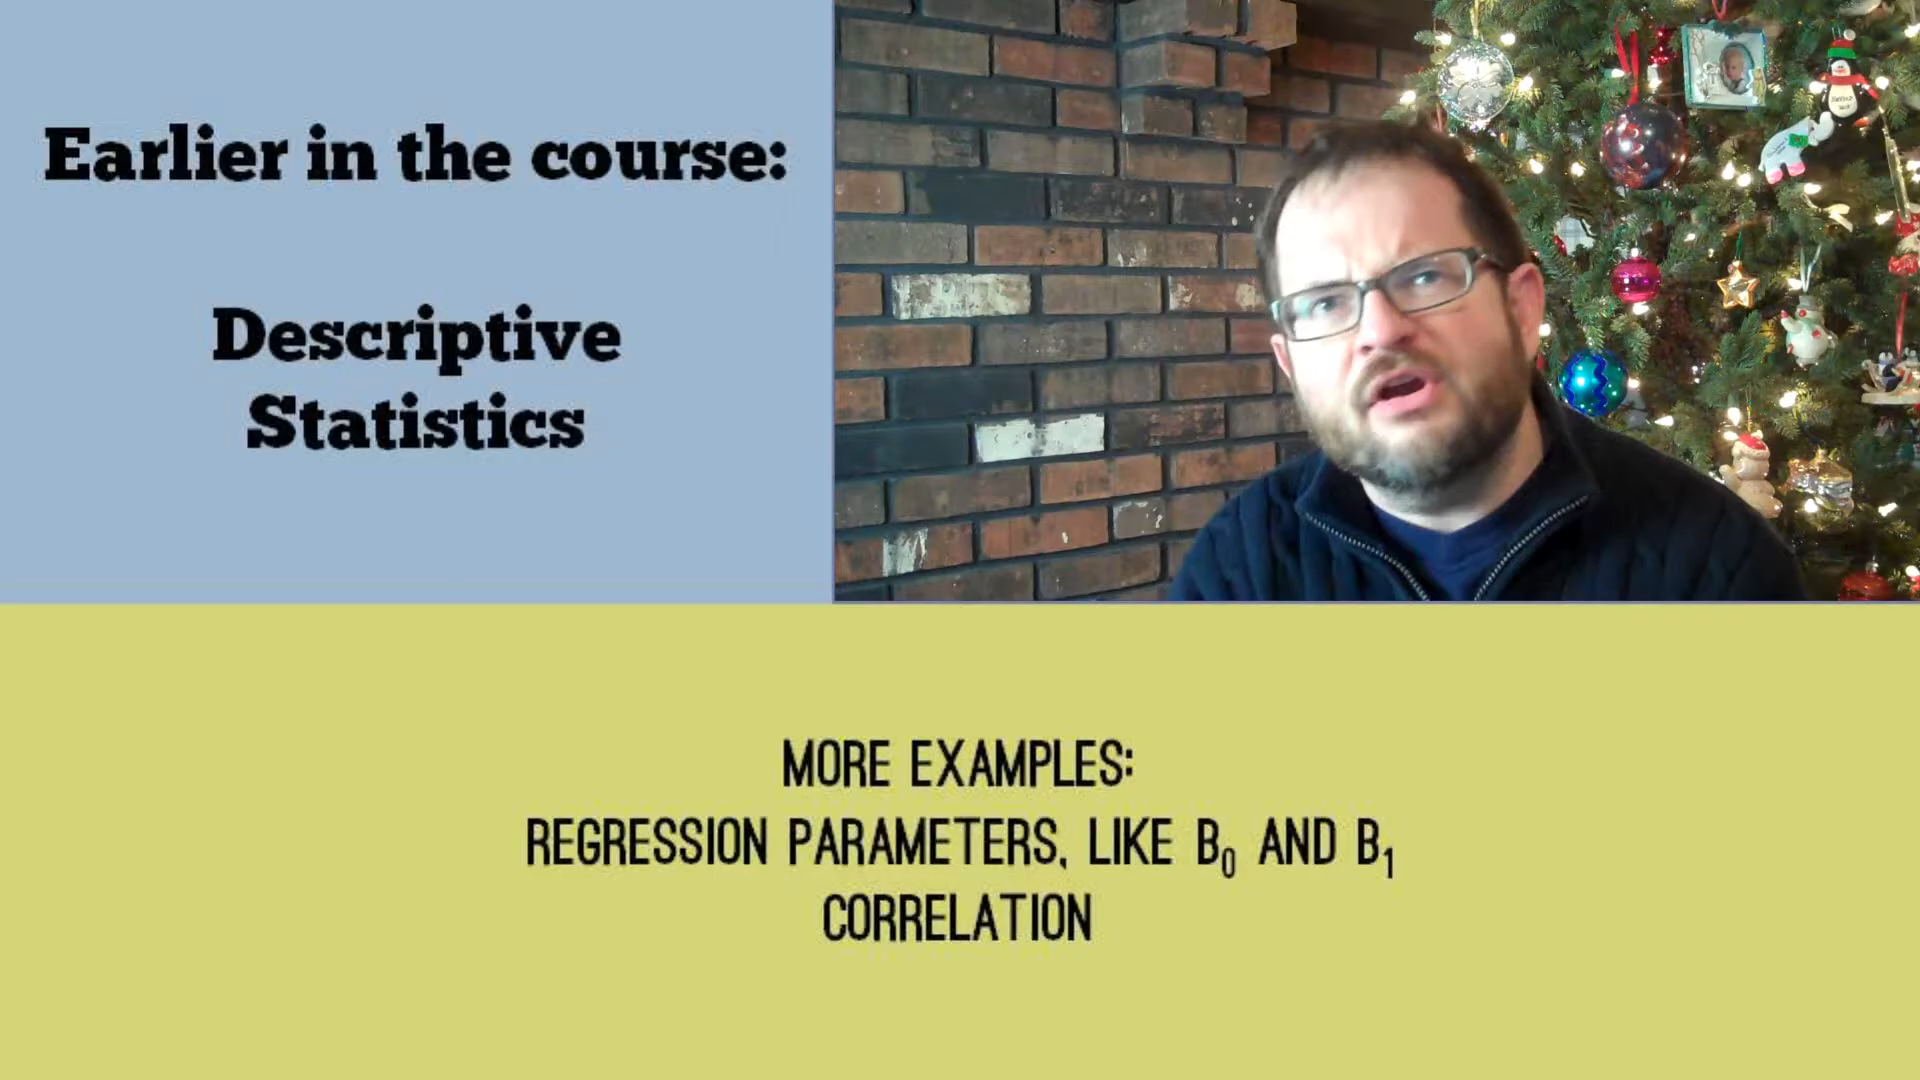 Earlier in the course:
Descriptive
Statistics
MORE EXAMPLES:
REGRESSION PARAMETERS, LIKE B₀ AND B₁
CORRELATION